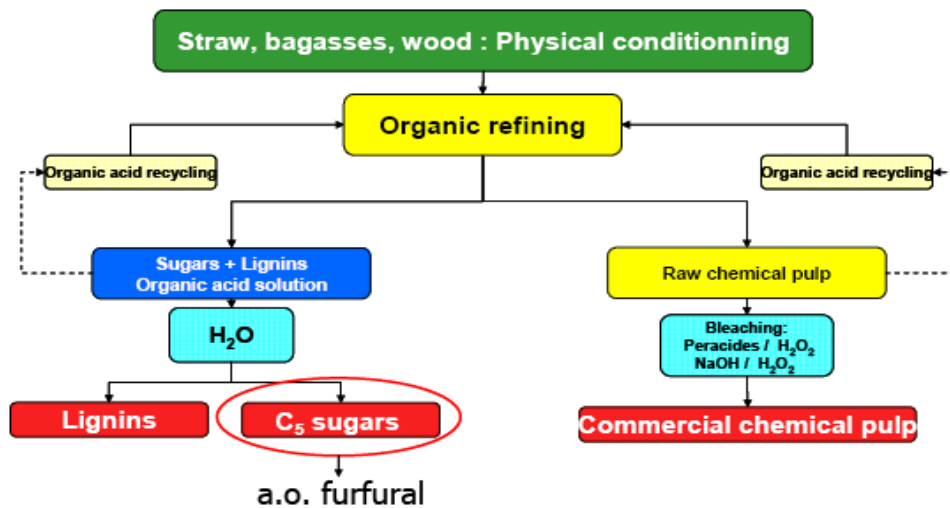 Straw, bagasses, wood : Physical conditionning
Organic refining
Organic acid recycling
Organic acid recycling
Sugars + Lignins
Organic acid solution
Raw chemical pulp
H₂O
Bleaching:
Peracides / H₂O₂
NaOH / H₂O₂
Lignins
C₅ sugars
Commercial chemical pulp
a.o. furfural